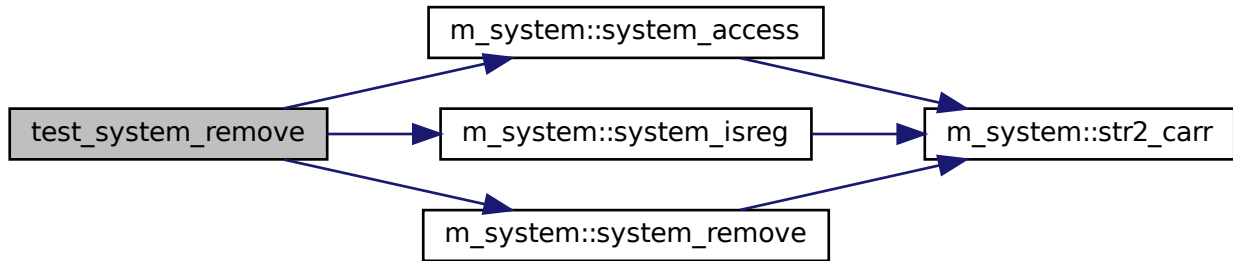 m_system::system_access
test_system_remove
m_system::system_isreg
m_system::str2_carr
m_system::system_remove